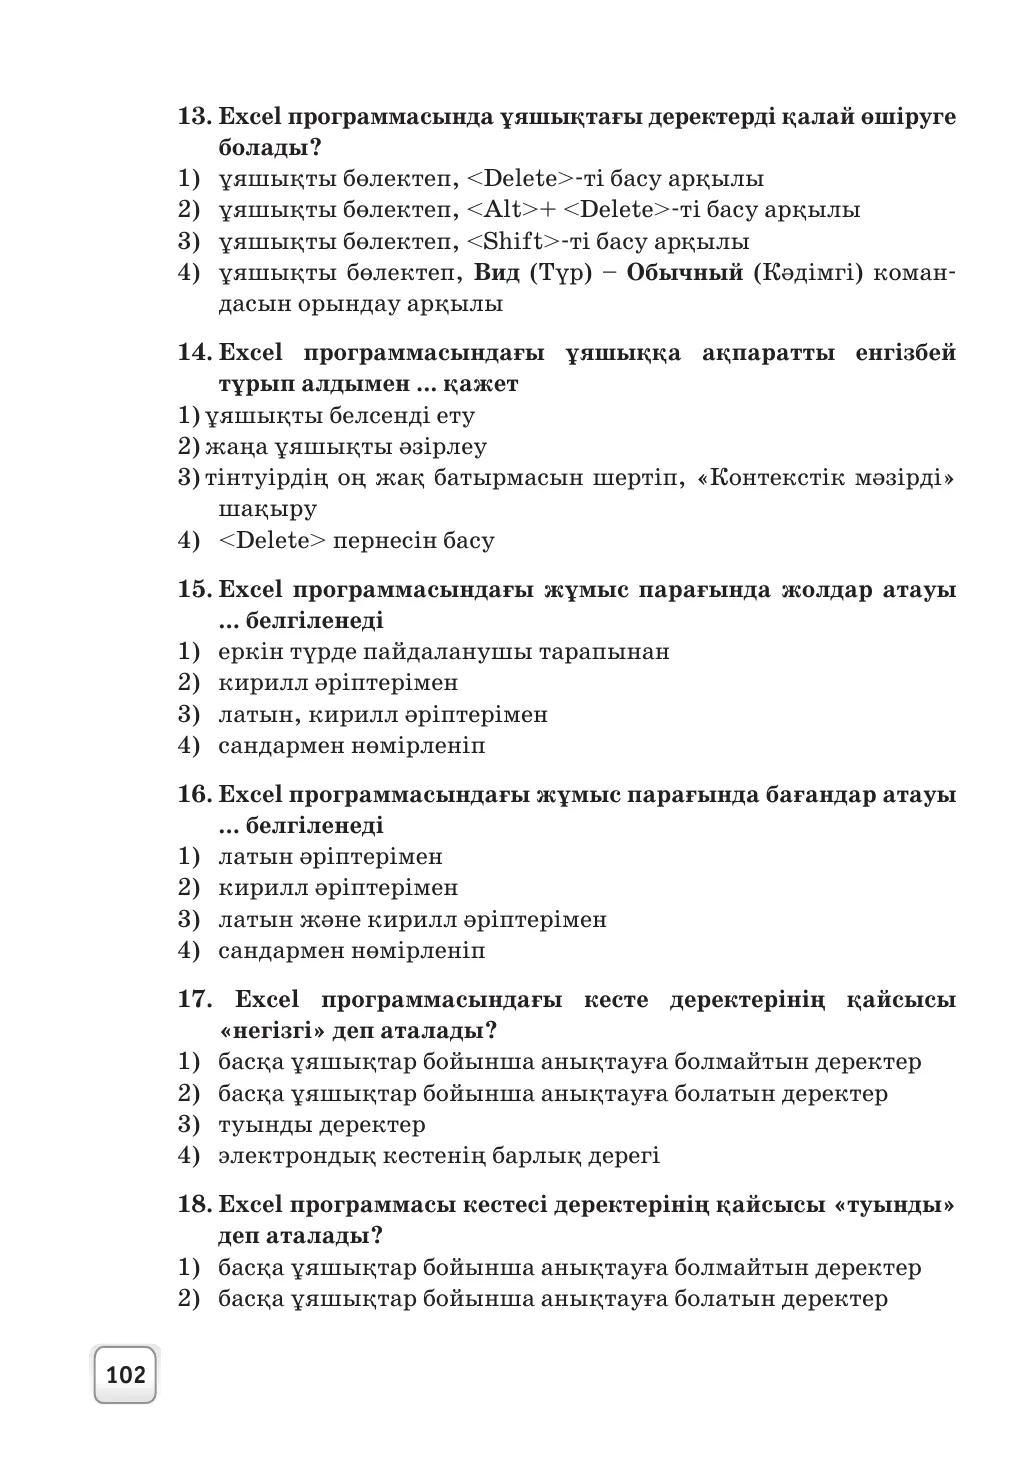 13. Excel программасында ұяшықтағы деректерді қалай өшіруге
болады?
1) ұяшықты бөлектеп, <Delete>-ті басу арқылы
2) ұяшықты бөлектеп, <Alt>+ <Delete>-ті басу арқылы
3) ұяшықты бөлектеп, <Shift>-ті басу арқылы
4) ұяшықты бөлектеп, Вид (Түр) – Обычный (Кәдімгі) коман-
дасын орындау арқылы
14. Excel программасындағы ұяшыққа ақпаратты енгізбей
тұрып алдымен ... қажет
1) ұяшықты белсенді ету
2) жаңа ұяшықты әзірлеу
3) тінтуірдің оң жақ батырмасын шертіп, «Контекстік мәзірді»
шақыру
4) <Delete> пернесін басу
15. Excel программасындағы жұмыс парағында жолдар атауы
... белгіленеді
1) еркін түрде пайдаланушы тарапынан
2) кирилл әріптерімен
3) латын, кирилл әріптерімен
4) сандармен нөмірленіп
16. Excel программасындағы жұмыс парағында бағандар атауы
... белгіленеді
1) латын әріптерімен
2) кирилл әріптерімен
3) латын және кирилл әріптерімен
4) сандармен нөмірленіп
17. Excel программасындағы кесте деректерінің қайсысы
«негізгі» деп аталады?
1) басқа ұяшықтар бойынша анықтауға болмайтын деректер
2) басқа ұяшықтар бойынша анықтауға болатын деректер
3) туынды деректер
4) электрондық кестенің барлық дерегі
18. Excel программасы кестесі деректерінің қайсысы «туынды»
деп аталады?
1) басқа ұяшықтар бойынша анықтауға болмайтын деректер
2) басқа ұяшықтар бойынша анықтауға болатын деректер
102